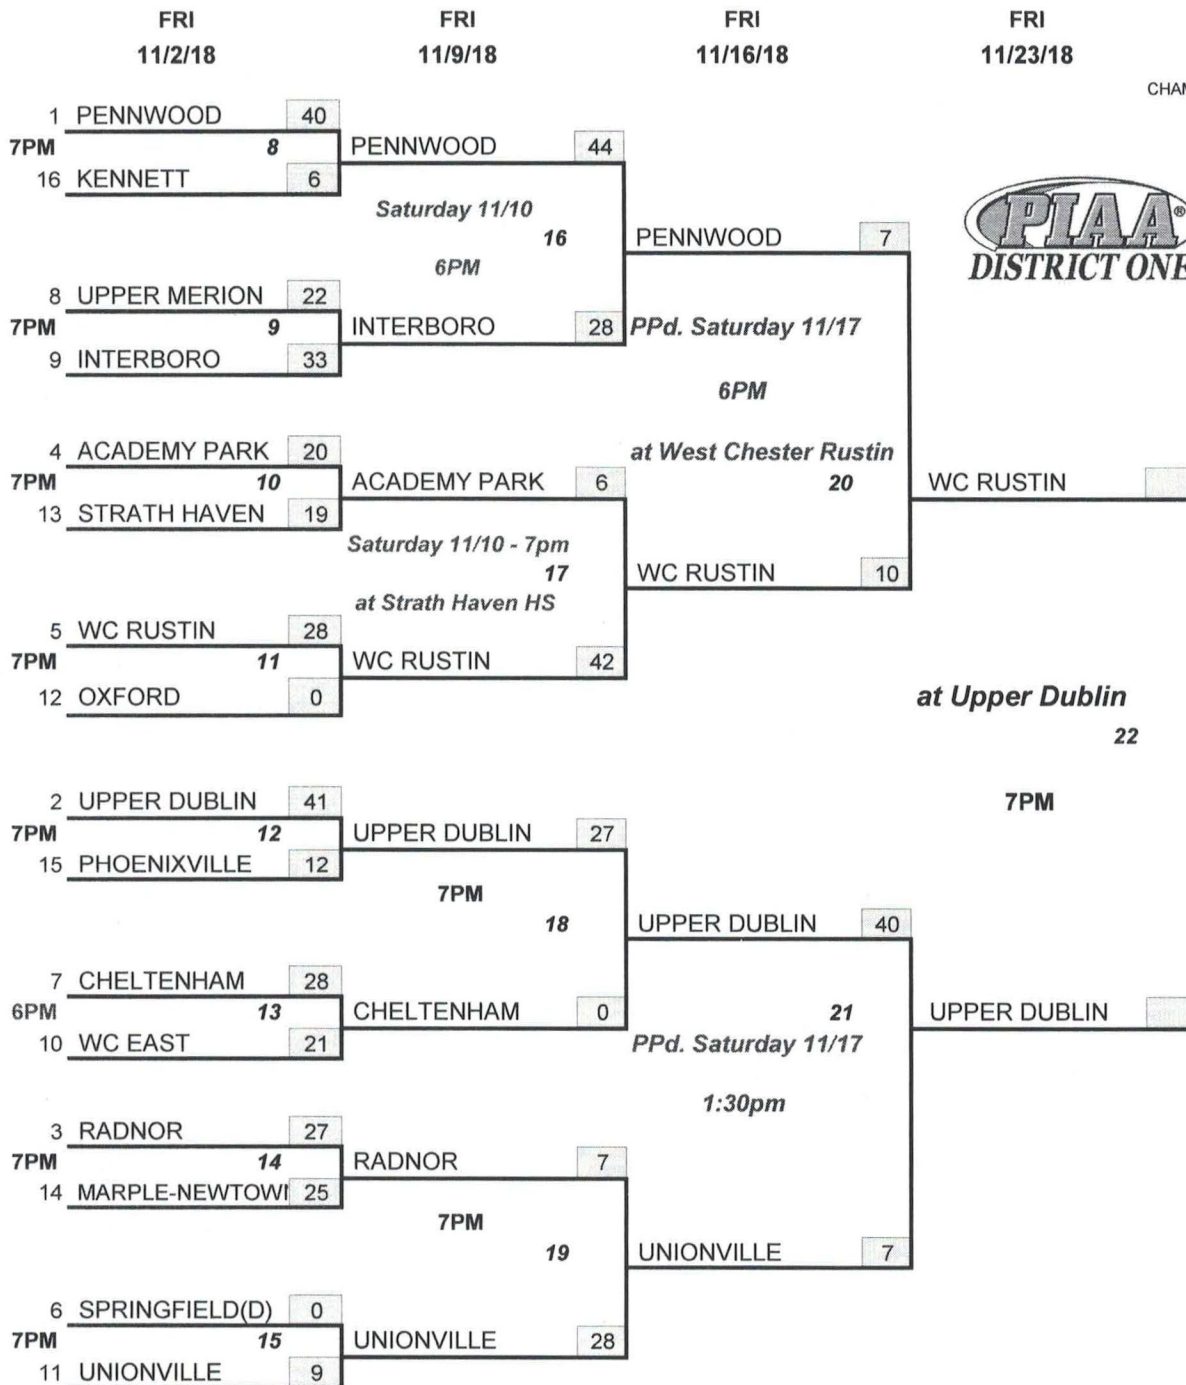 FRI FRI FRI FRI
11/2/18 11/9/18 11/16/18 11/23/18
CHAM
1 PENNWOOD 40
7PM 8 PENNWOOD 44
16 KENNETT 6
Saturday 11/10
16 PENNWOOD 7
6PM
PIAA®
DISTRICT ONE
8 UPPER MERION 22
7PM 9 INTERBORO 28 PPd. Saturday 11/17
9 INTERBORO 33
6PM
4 ACADEMY PARK 20 at West Chester Rustin
7PM 10 ACADEMY PARK 6 20 WC RUSTIN
13 STRATH HAVEN 19
Saturday 11/10 - 7pm
17 WC RUSTIN 10
at Strath Haven HS
5 WC RUSTIN 28
7PM 11 WC RUSTIN 42
12 OXFORD 0 at Upper Dublin
22
2 UPPER DUBLIN 41 7PM
7PM 12 UPPER DUBLIN 27
15 PHOENIXVILLE 12
7PM
18 UPPER DUBLIN 40
7 CHELTENHAM 28
6PM 13 CHELTENHAM 0 21 UPPER DUBLIN
10 WC EAST 21 PPd. Saturday 11/17
1:30pm
3 RADNOR 27
7PM 14 RADNOR 7
14 MARPLE-NEWTOWN 25
7PM
19 UNIONVILLE 7
6 SPRINGFIELD(D) 0
7PM 15 UNIONVILLE 28
11 UNIONVILLE 9